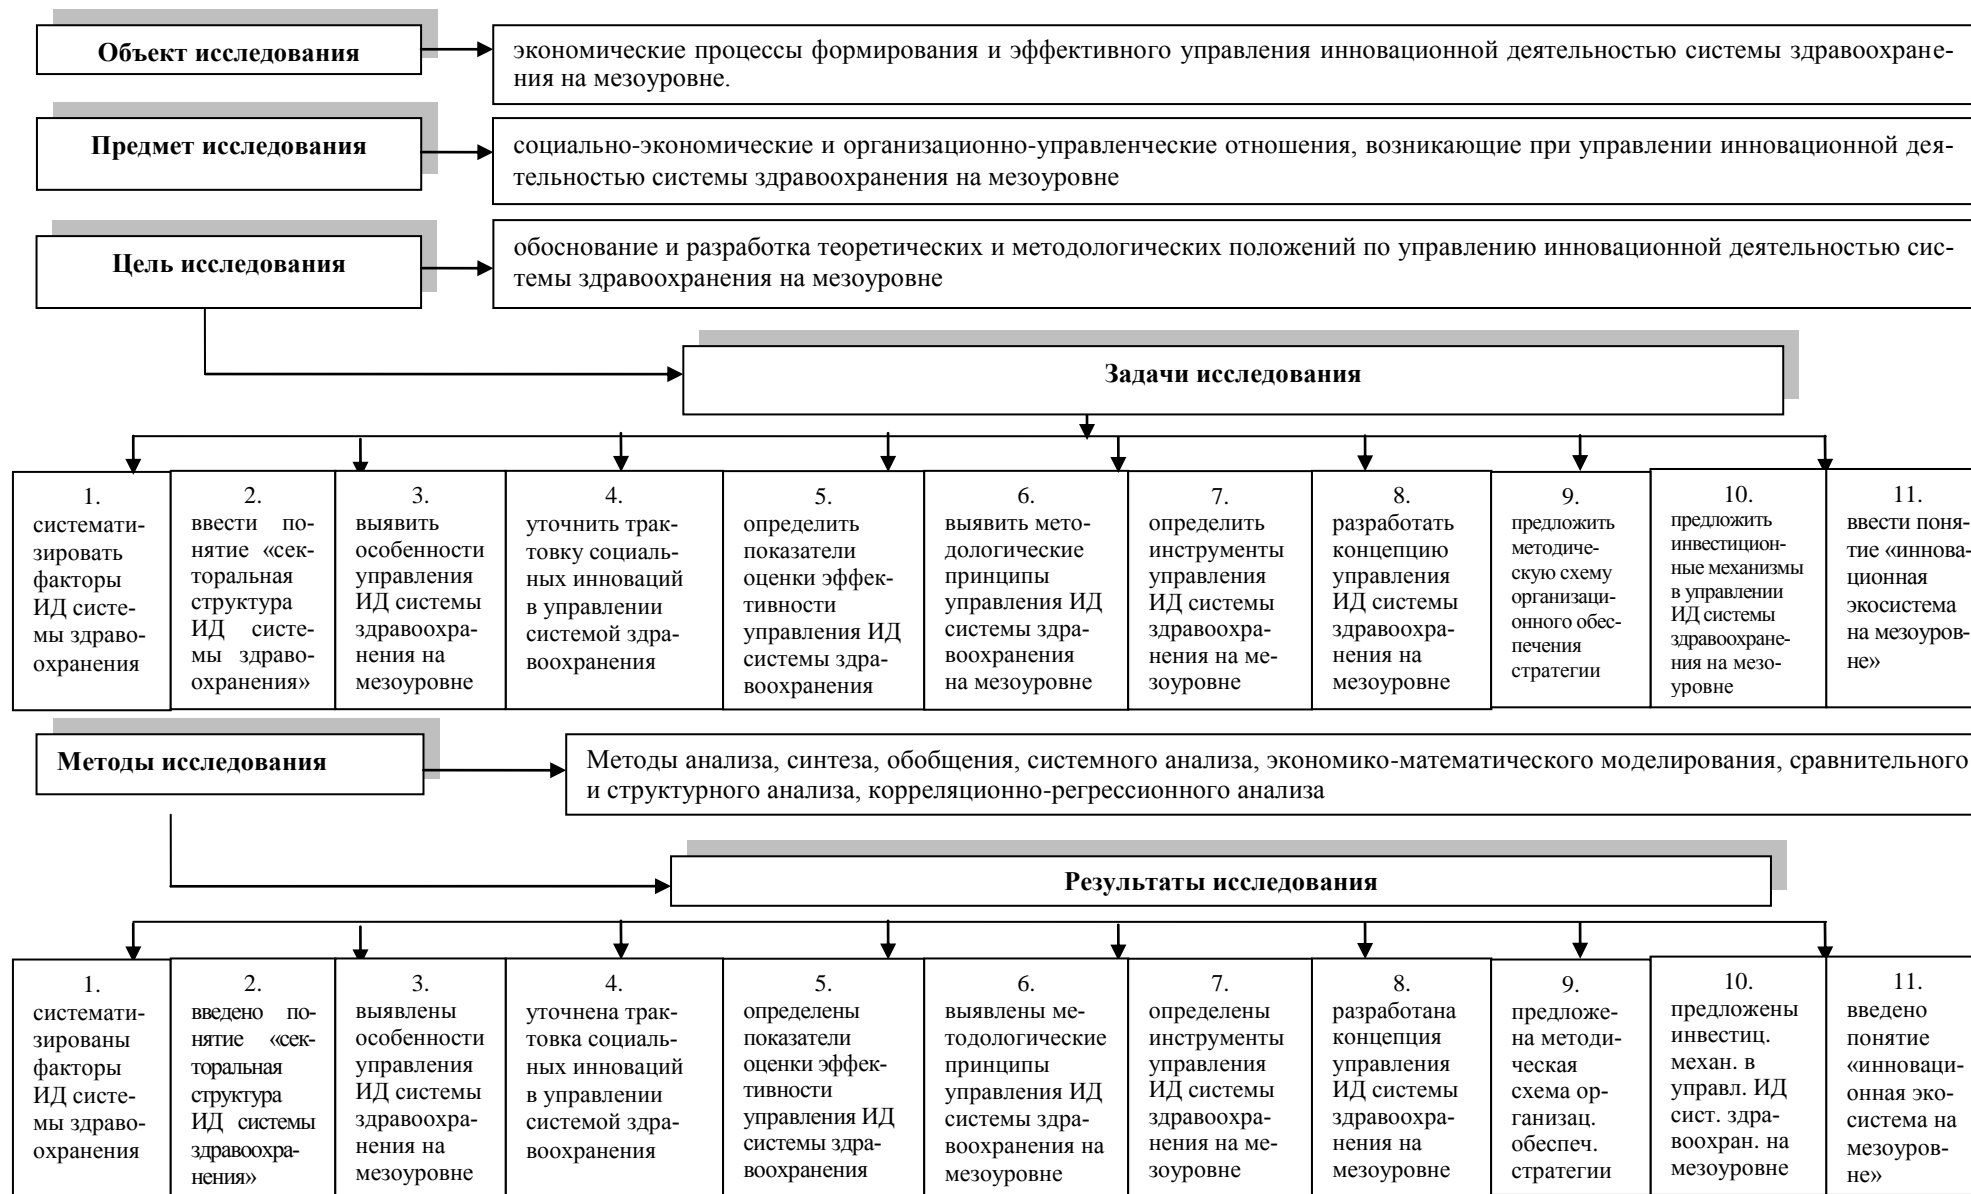 Объект исследования
экономические процессы формирования и эффективного управления инновационной деятельностью системы здравоохране-
ния на мезоуровне.
Предмет исследования
социально-экономические и организационно-управленческие отношения, возникающие при управлении инновационной дея-
тельностью системы здравоохранения на мезоуровне
Цель исследования
обоснование и разработка теоретических и методологических положений по управлению инновационной деятельностью сис-
темы здравоохранения на мезоуровне
Задачи исследования
1.
системати-
зировать
факторы
ИД систе-
мы здраво-
охранения
2.
ввести по-
нятие «сек-
торальная
структура
ИД систе-
мы здраво-
охранения»
3.
выявить
особенности
управления
ИД системы
здравоохра-
нения на
мезоуровне
4.
уточнить трак-
товку социаль-
ных инноваций
в управлении
системой здра-
воохранения
5.
определить
показатели
оценки эффек-
тивности
управления ИД
системы здра-
воохранения
6.
выявить мето-
дологические
принципы
управления ИД
системы здра-
воохранения
на мезоуровне
7.
определить
инструменты
управления
ИД системы
здравоохра-
нения на ме-
зоуровне
8.
разработать
концепцию
управления
ИД системы
здравоохра-
нения на
мезоуровне
9.
предложить
методиче-
скую схему
организаци-
онного обес-
печения
стратегии
10.
предложить
инвестицион-
ные механизмы
в управлении
ИД системы
здравоохране-
ния на мезо-
уровне
11.
ввести поня-
тие «иннова-
ционная
экосистема
на мезоуров-
не»
Методы исследования
Методы анализа, синтеза, обобщения, системного анализа, экономико-математического моделирования, сравнительного
и структурного анализа, корреляционно-регрессионного анализа
Результаты исследования
1.
системати-
зированы
факторы
ИД систе-
мы здраво-
охранения
2.
введено по-
нятие «сек-
торальная
структура
ИД системы
здравоохра-
нения»
3.
выявлены
особенности
управления
ИД системы
здравоохра-
нения на
мезоуровне
4.
уточнена трак-
товка социаль-
ных инноваций
в управлении
системой здра-
воохранения
5.
определены
показатели
оценки эффек-
тивности
управления ИД
системы здра-
воохранения
6.
выявлены ме-
тодологические
принципы
управления ИД
системы здра-
воохранения на
мезоуровне
7.
определены
инструменты
управления
ИД системы
здравоохра-
нения на ме-
зоуровне
8.
разработана
концепция
управления
ИД системы
здравоохра-
нения на
мезоуровне
9.
предложе-
на методи-
ческая
схема ор-
ганизац.
обеспеч.
стратегии
10.
предложены
инвестиц.
механ. в
управл. ИД
сист. здра-
воохран. на
мезоуровне
11.
введено
понятие
«инноваци-
онная эко-
система на
мезоуров-
не»